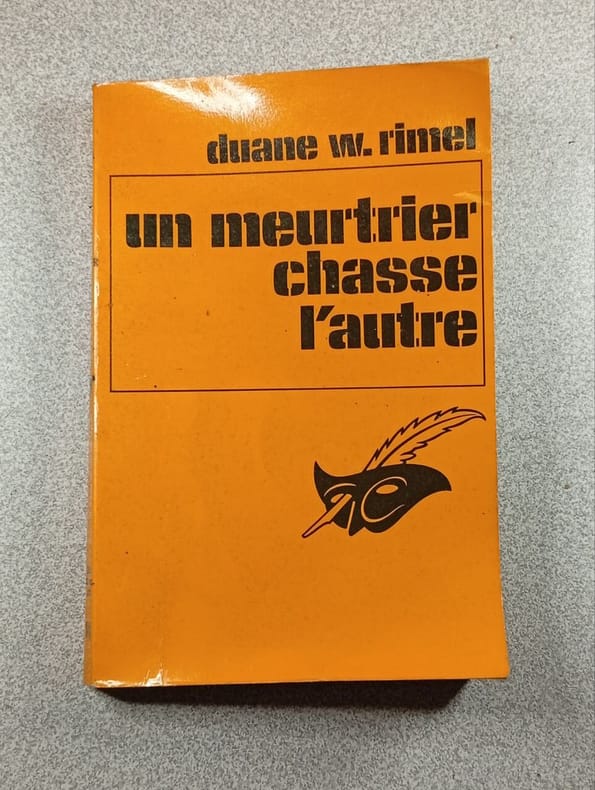 duane w. rimel
un meurtrier
chasse
l'autre